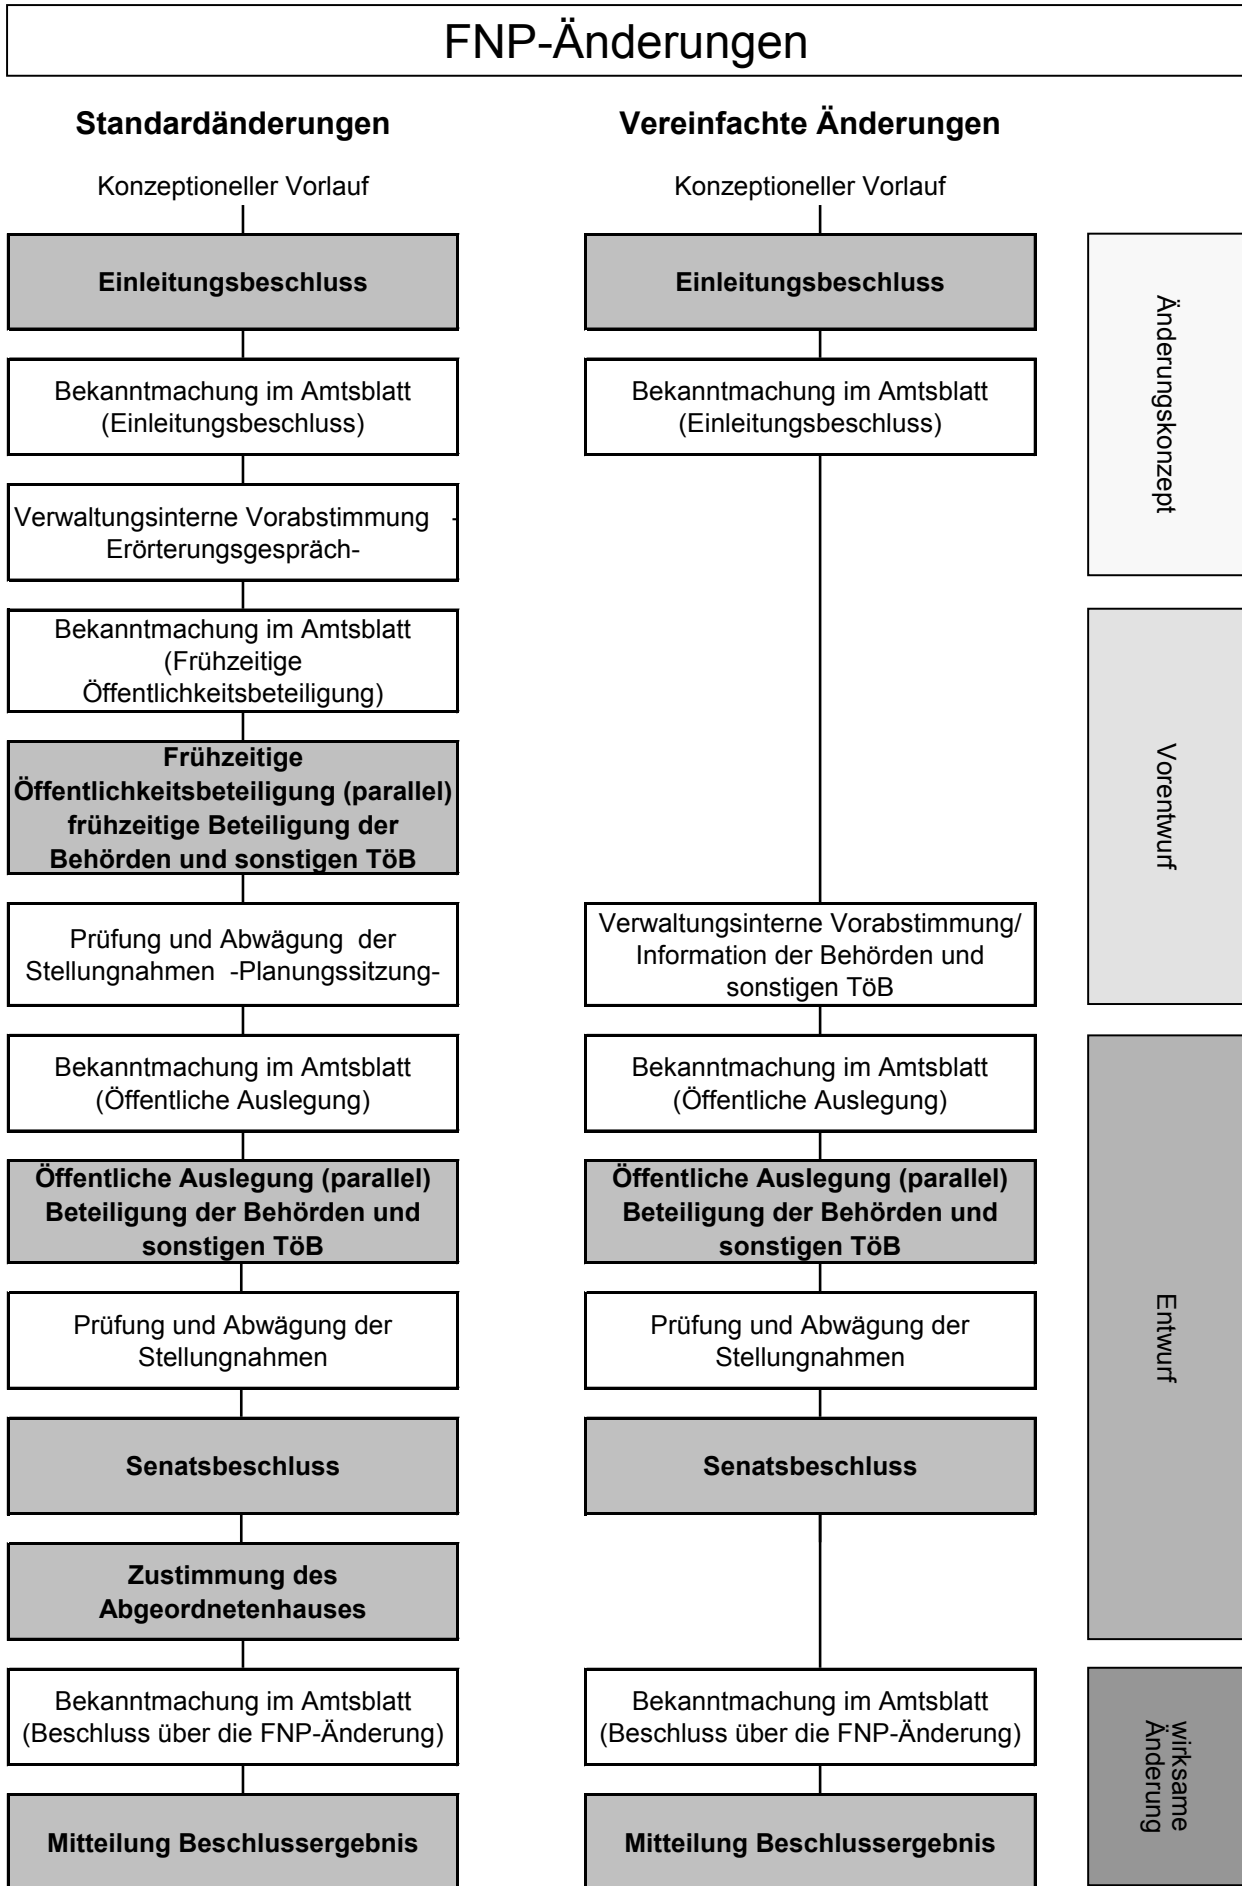 FNP-Änderungen
Standardänderungen
Konzeptioneller Vorlauf
Einleitungsbeschluss
Bekanntmachung im Amtsblatt
(Einleitungsbeschluss)
Verwaltungsinterne Vorabstimmung -
Erörterungsgespräch-
Bekanntmachung im Amtsblatt
(Frühzeitige
Öffentlichkeitsbeteiligung)
Frühzeitige
Öffentlichkeitsbeteiligung (parallel)
frühzeitige Beteiligung der
Behörden und sonstigen TöB
Prüfung und Abwägung der
Stellungnahmen -Planungssitzung-
Bekanntmachung im Amtsblatt
(Öffentliche Auslegung)
Öffentliche Auslegung (parallel)
Beteiligung der Behörden und
sonstigen TöB
Prüfung und Abwägung der
Stellungnahmen
Senatsbeschluss
Zustimmung des
Abgeordnetenhauses
Bekanntmachung im Amtsblatt
(Beschluss über die FNP-Änderung)
Mitteilung Beschlussergebnis
Vereinfachte Änderungen
Konzeptioneller Vorlauf
Einleitungsbeschluss
Bekanntmachung im Amtsblatt
(Einleitungsbeschluss)
Verwaltungsinterne Vorabstimmung/
Information der Behörden und
sonstigen TöB
Bekanntmachung im Amtsblatt
(Öffentliche Auslegung)
Öffentliche Auslegung (parallel)
Beteiligung der Behörden und
sonstigen TöB
Prüfung und Abwägung der
Stellungnahmen
Senatsbeschluss
Bekanntmachung im Amtsblatt
(Beschluss über die FNP-Änderung)
Mitteilung Beschlussergebnis
Änderungskonzept
Vorentwurf
Entwurf
wirksame
Änderung